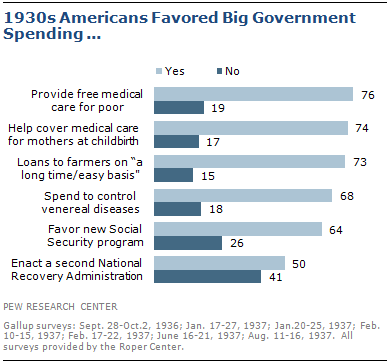 1930s Americans Favored Big Government
Spending ...
Yes No
Provide free medical
care for poor
76
19
Help cover medical care
for mothers at childbirth
74
17
Loans to farmers on "a
long time/easy basis"
73
15
Spend to control
venereal diseases
68
18
Favor new Social
Security program
64
26
Enact a second National
Recovery Administration
50
41
PEW RESEARCH CENTER
Gallup surveys: Sept. 28-Oct.2, 1936; Jan. 17-27, 1937; Jan.20-25, 1937; Feb.
10-15, 1937; Feb. 17-22, 1937; June 16-21, 1937; Aug. 11-16, 1937.  All
surveys provided by the Roper Center.